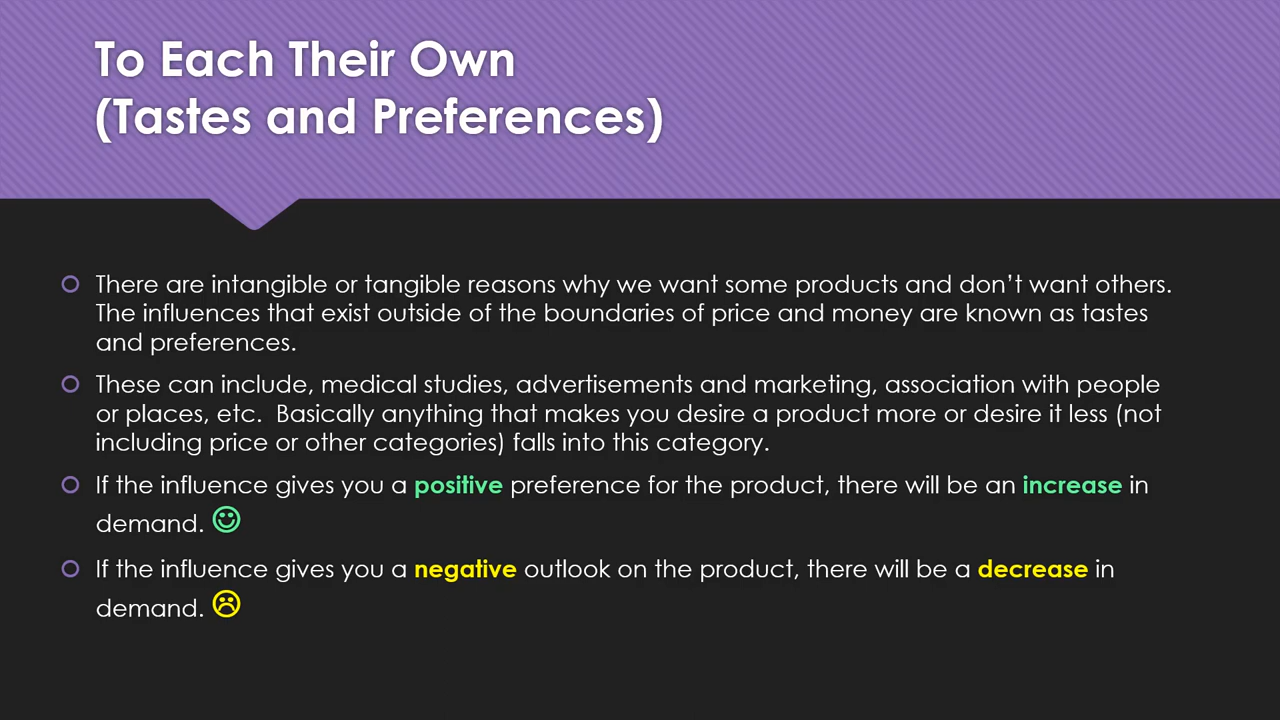 To Each Their Own
(Tastes and Preferences)
There are intangible or tangible reasons why we want some products and don’t want others.
The influences that exist outside of the boundaries of price and money are known as tastes
and preferences.
These can include, medical studies, advertisements and marketing, association with people
or places, etc.  Basically anything that makes you desire a product more or desire it less (not
including price or other categories) falls into this category.
If the influence gives you a positive preference for the product, there will be an increase in
demand. ☺
If the influence gives you a negative outlook on the product, there will be a decrease in
demand. ☹